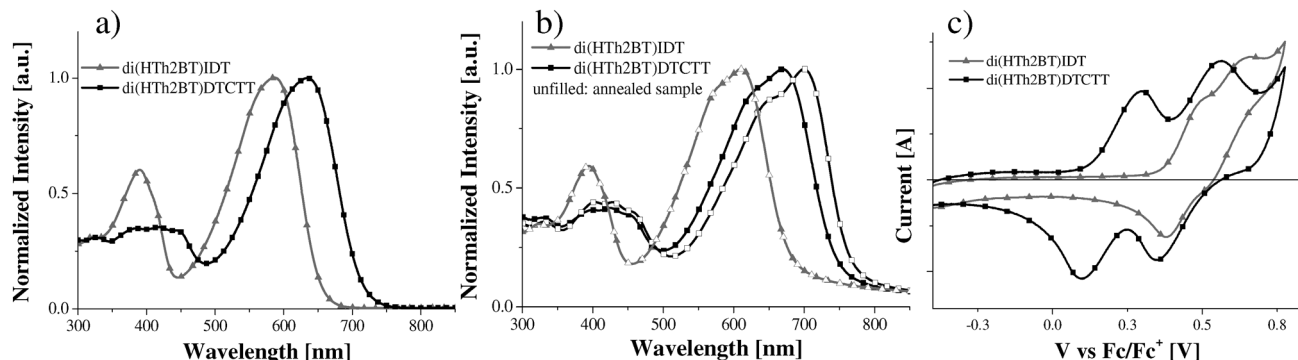 a)
Normalized Intensity [a.u.]
di(HTh2BT)IDT
di(HTh2BT)DTCTT
1.0
0.5
0.0
300 400 500 600 700 800
Wavelength [nm]
b)
Normalized Intensity [a.u.]
di(HTh2BT)IDT
di(HTh2BT)DTCTT
unfilled: annealed sample
1.0
0.5
0.0
300 400 500 600 700 800
Wavelength [nm]
c)
Current [A]
di(HTh2BT)IDT
di(HTh2BT)DTCTT
-0.3 0.0 0.3 0.5 0.8
V vs Fc/Fc+ [V]